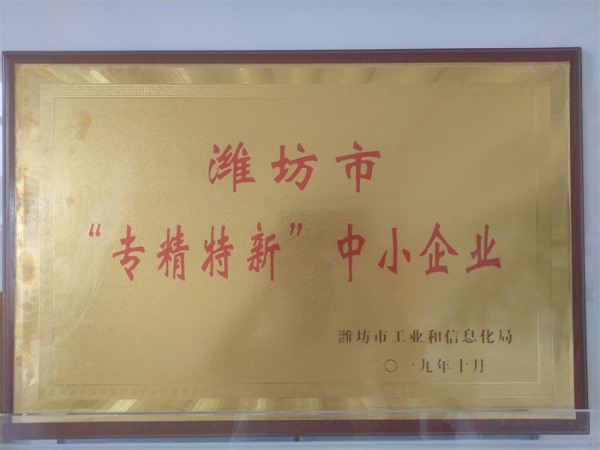 潍坊市
“专精特新”中小企业
潍坊市工业和信息化局
二〇一九年十月